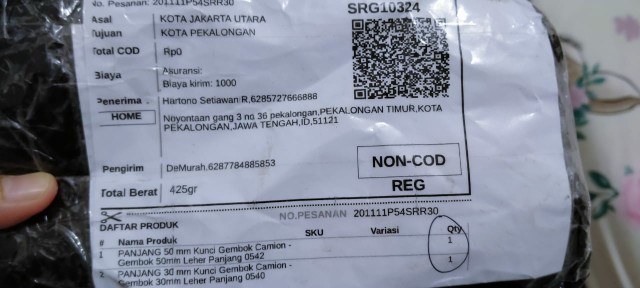 No. Pesanan: 201111P54SRR30
SRG10324
Asal KOTA JAKARTA UTARA
Tujuan KOTA PEKALONGAN
Total COD Rp0
Biaya Asuransi:
Biaya kirim: 1000
Penerima : Hartono Setiawan R,6285727666888
HOME Noyontaan gang 3 no 36 pekalongan,PEKALONGAN TIMUR,KOTA
PEKALONGAN,JAWA TENGAH,ID,51121
Pengirim DeMurah,6287784885853
NON-COD
Total Berat 425gr
REG
NO.PESANAN 201111P54SRR30
DAFTAR PRODUK
# Nama Produk SKU Variasi Qty
1 PANJANG 50 mm Kunci Gembok Camion - 1
Gembok 50mm Leher Panjang 0542
2 PANJANG 30 mm Kunci Gembok Camion - 1
Gembok 30mm Leher Panjang 0540